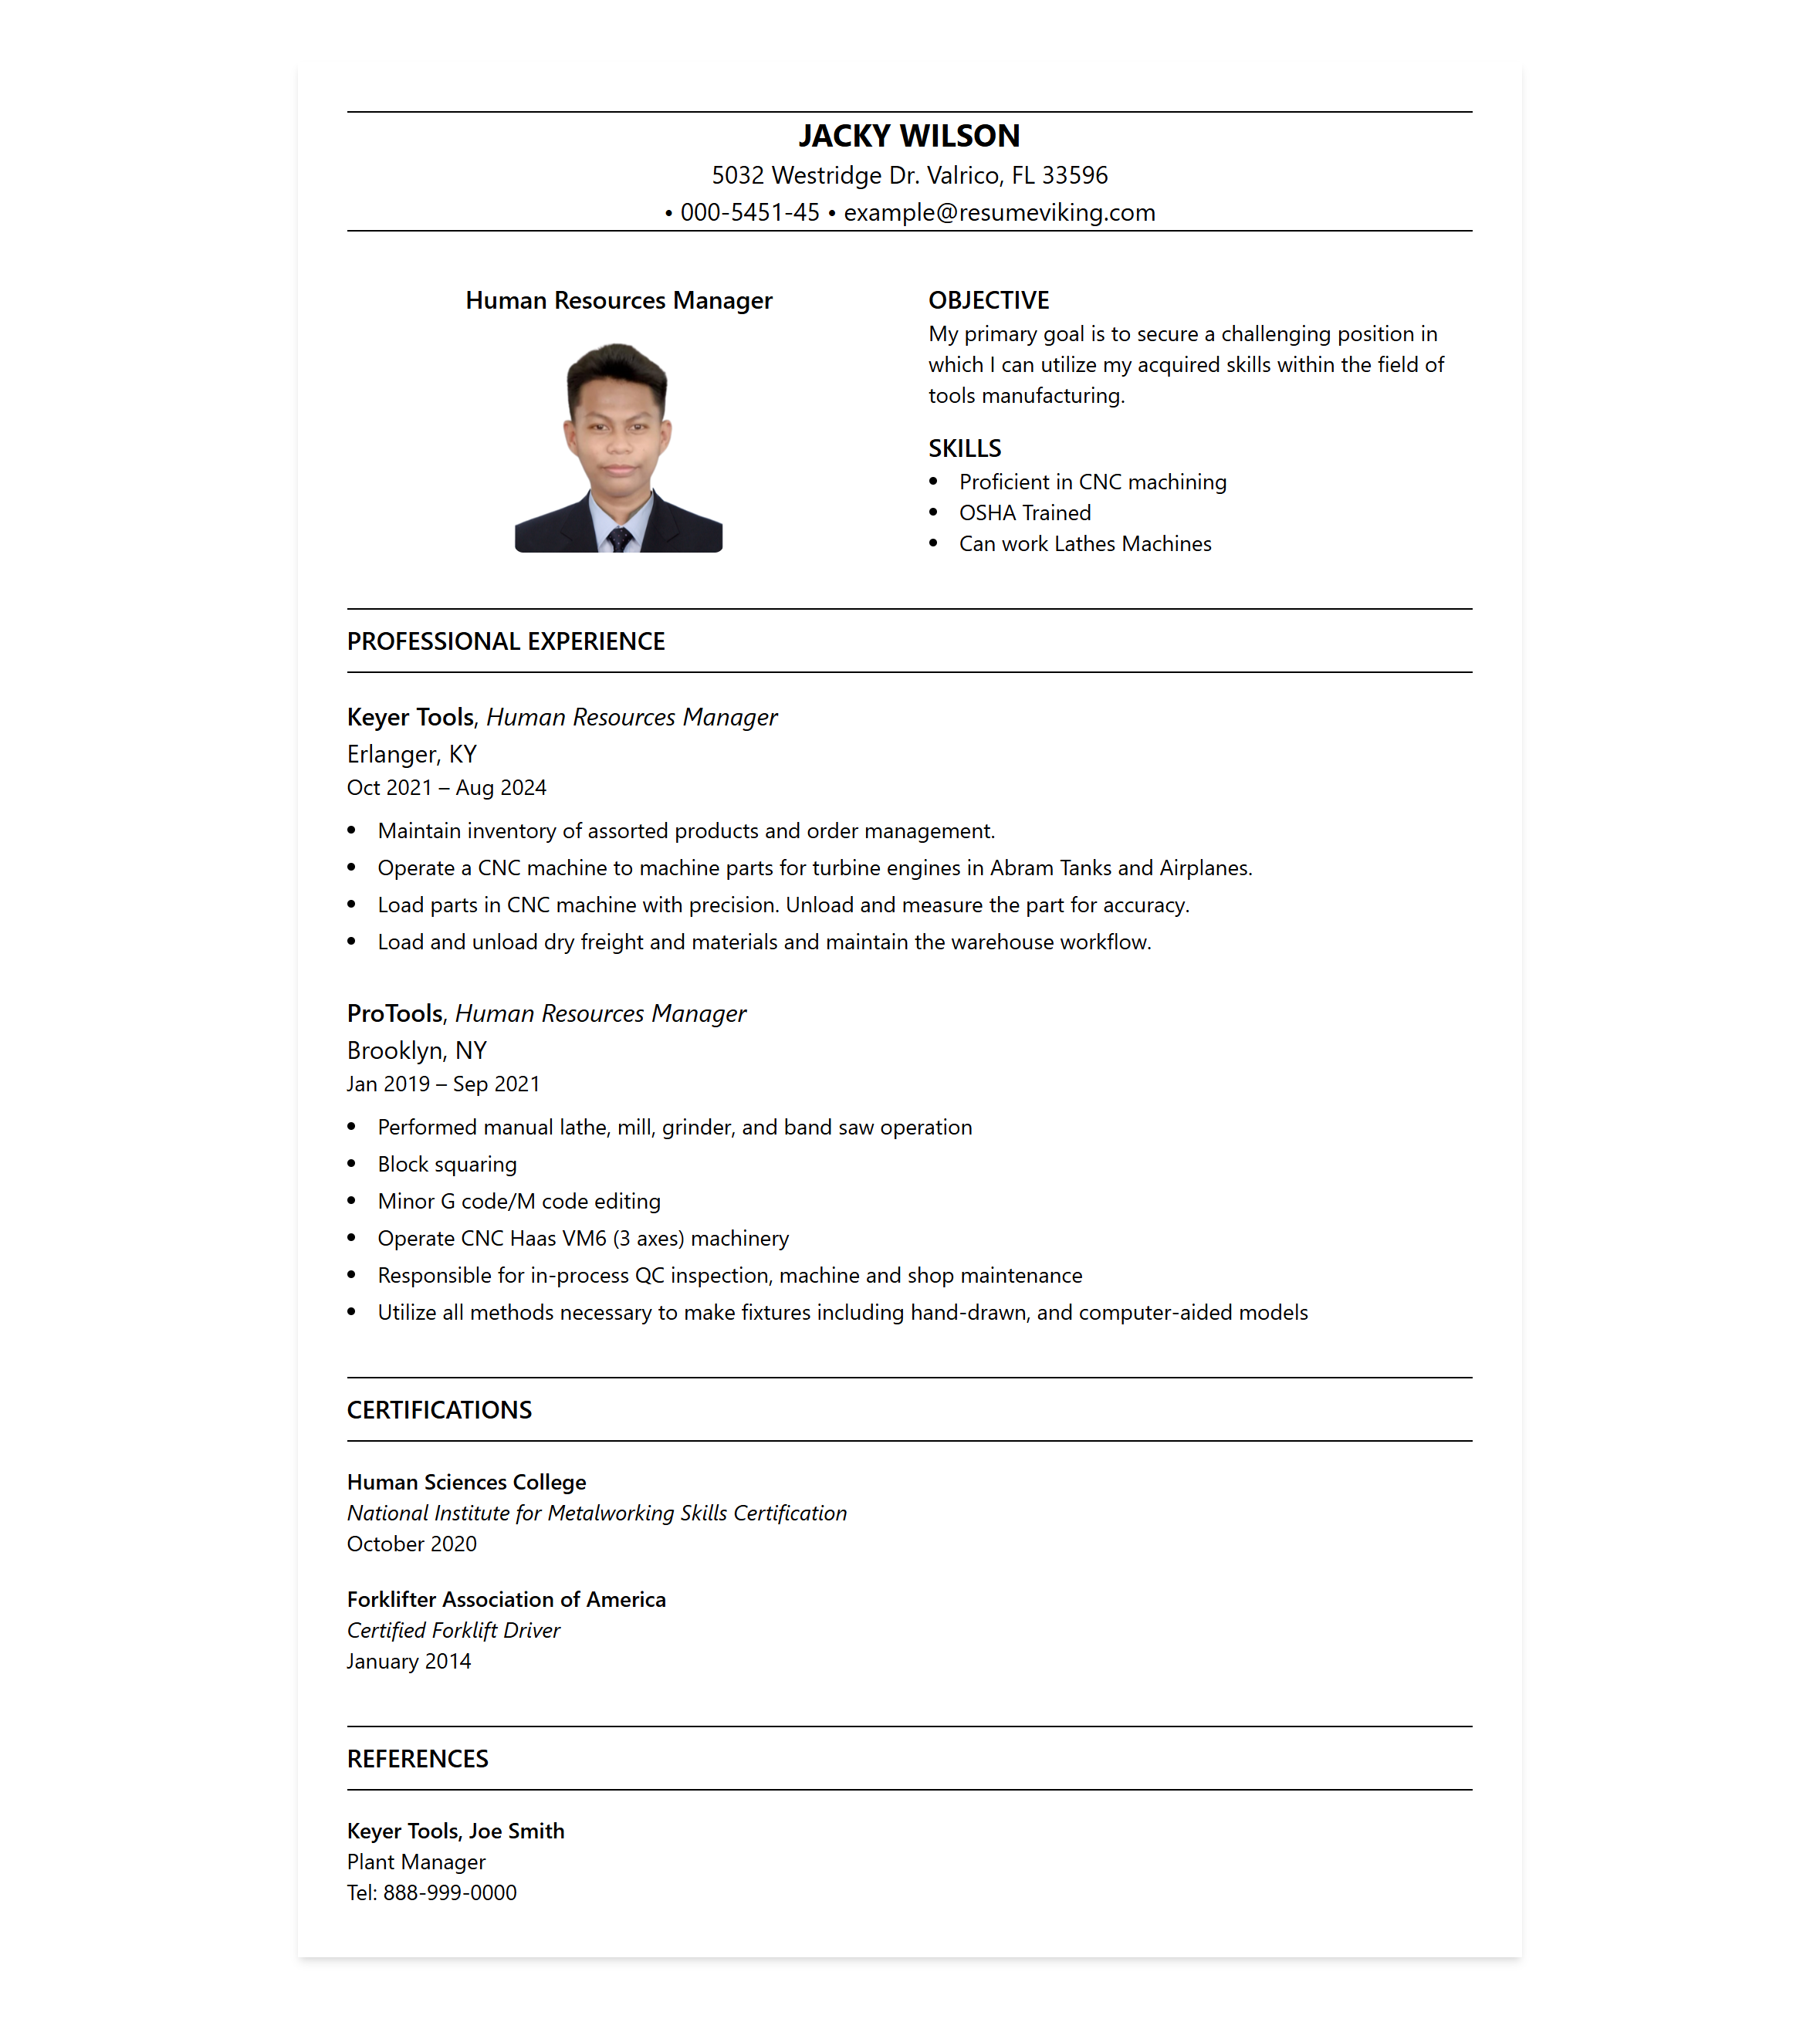 JACKY WILSON
5032 Westridge Dr. Valrico, FL 33596
• 000-5451-45 • example@resumeviking.com
Human Resources Manager
OBJECTIVE
My primary goal is to secure a challenging position in
which I can utilize my acquired skills within the field of
tools manufacturing.
SKILLS
• Proficient in CNC machining
• OSHA Trained
• Can work Lathes Machines
PROFESSIONAL EXPERIENCE
Keyer Tools, Human Resources Manager
Erlanger, KY
Oct 2021 – Aug 2024
• Maintain inventory of assorted products and order management.
• Operate a CNC machine to machine parts for turbine engines in Abram Tanks and Airplanes.
• Load parts in CNC machine with precision. Unload and measure the part for accuracy.
• Load and unload dry freight and materials and maintain the warehouse workflow.
ProTools, Human Resources Manager
Brooklyn, NY
Jan 2019 – Sep 2021
• Performed manual lathe, mill, grinder, and band saw operation
• Block squaring
• Minor G code/M code editing
• Operate CNC Haas VM6 (3 axes) machinery
• Responsible for in-process QC inspection, machine and shop maintenance
• Utilize all methods necessary to make fixtures including hand-drawn, and computer-aided models
CERTIFICATIONS
Human Sciences College
National Institute for Metalworking Skills Certification
October 2020
Forklifter Association of America
Certified Forklift Driver
January 2014
REFERENCES
Keyer Tools, Joe Smith
Plant Manager
Tel: 888-999-0000